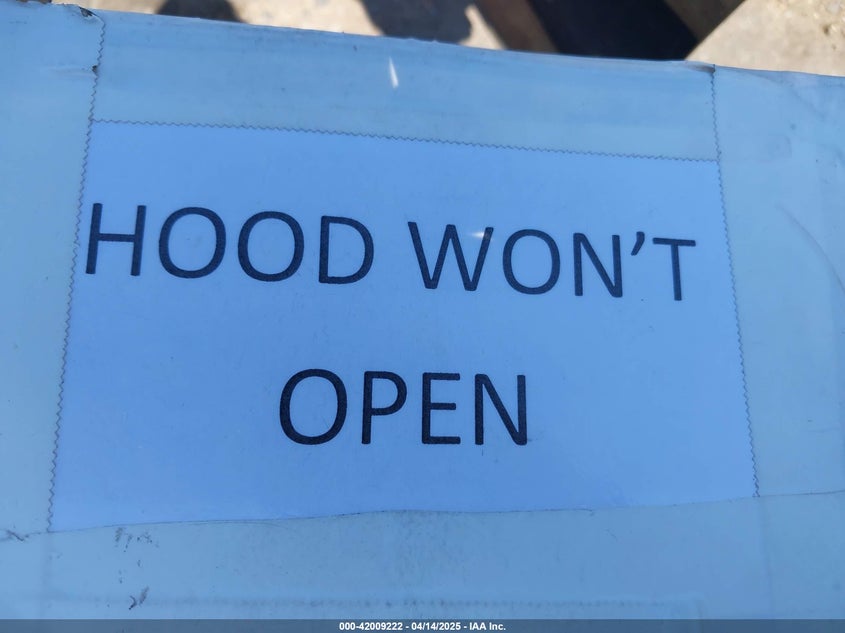 HOOD WON'T
OPEN
000-42009222 - 04/14/2025 - IAA Inc.